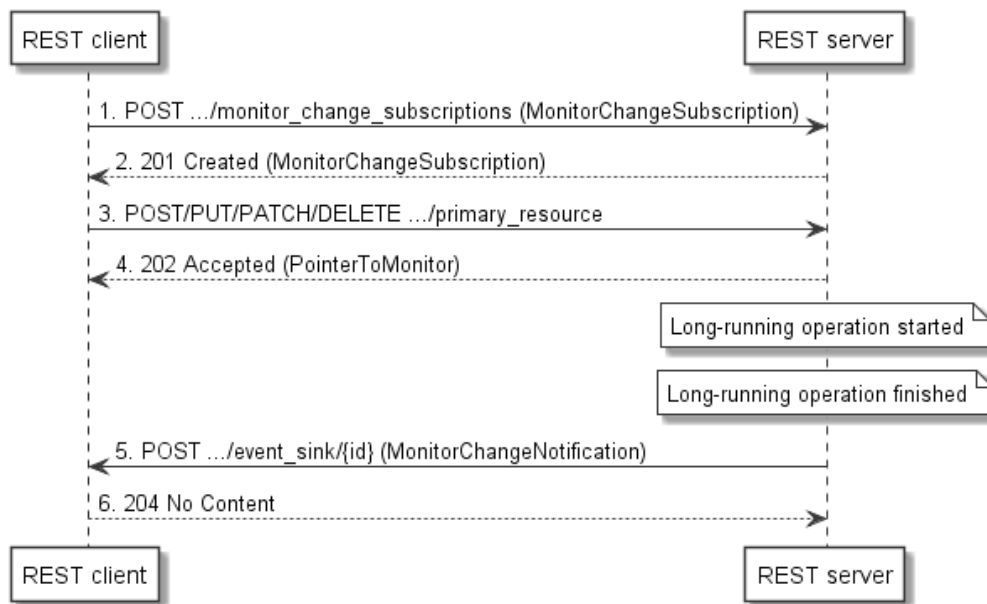 REST client
REST server
1. POST .../monitor_change_subscriptions (MonitorChangeSubscription)
2. 201 Created (MonitorChangeSubscription)
3. POST/PUT/PATCH/DELETE .../primary_resource
4. 202 Accepted (PointerToMonitor)
Long-running operation started
Long-running operation finished
5. POST .../event_sink/{id} (MonitorChangeNotification)
6. 204 No Content
REST client
REST server